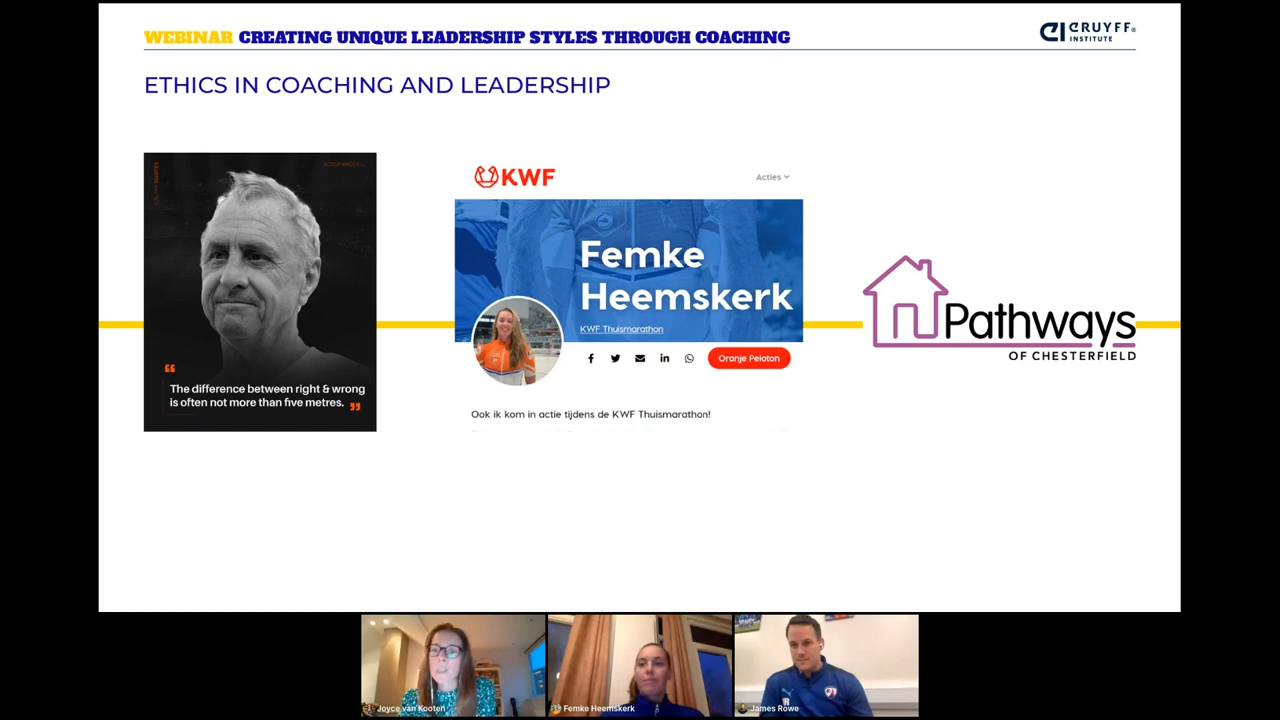 WEBINAR CREATING UNIQUE LEADERSHIP STYLES THROUGH COACHING
CRUYFF®
INSTITUTE
ETHICS IN COACHING AND LEADERSHIP
“
The difference between right & wrong
is often not more than five metres.
”
KWF
Acties
Femke
Heemskerk
KWF Thuismarathon
Oranje Peloton
Ook ik kom in actie tijdens de KWF Thuismarathon!
Pathways
OF CHESTERFIELD
Joyce van Kooten
Femke Heemskerk
James Rowe